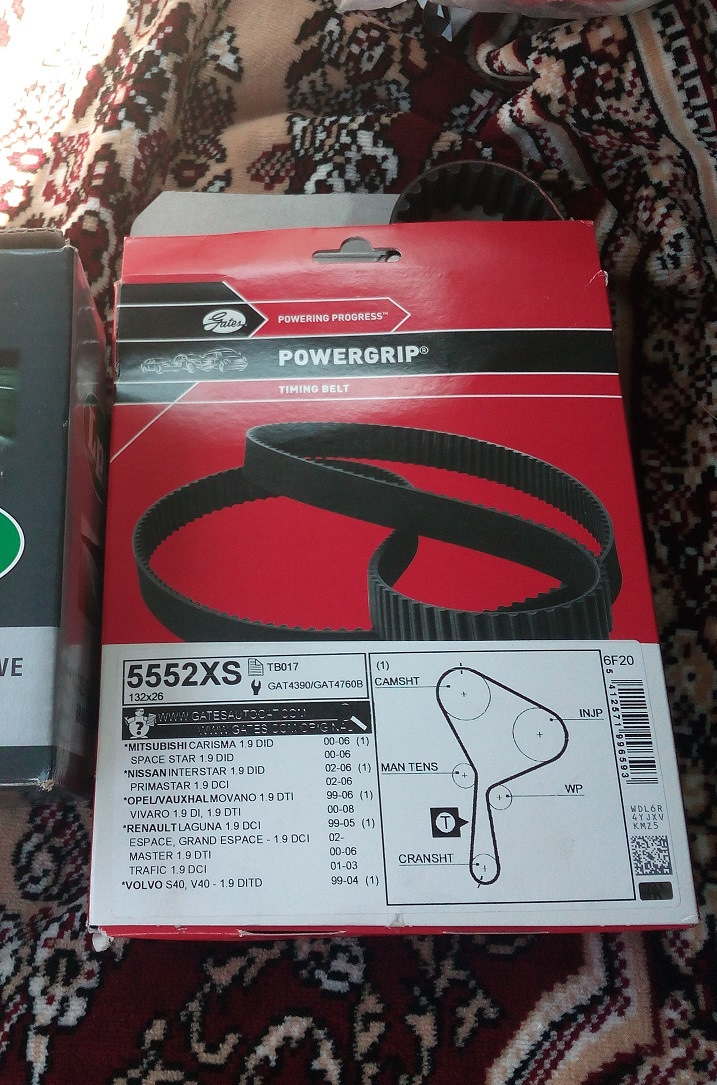 Gates
POWERING PROGRESS™
POWERGRIP®
TIMING BELT
VE
5552XS
132x26
TB017
GAT4390/GAT4760B
WWW.GATESAUTOCAT.COM
*MITSUBISHI CARISMA 1.9 DID 00-06 (1)
SPACE STAR 1.9 DID 00-06
*NISSAN INTERSTAR 1.9 DID 02-06 (1)
PRIMASTAR 1.9 DCI 02-06
*OPEL/VAUXHAL MOVANO 1.9 DTI 99-06 (1)
VIVARO 1.9 DI, 1.9 DTI 00-08
*RENAULT LAGUNA 1.9 DCI 99-05 (1)
ESPACE, GRAND ESPACE - 1.9 DCI 02-
MASTER 1.9 DTI 00-06
TRAFIC 1.9 DCI 01-03
*VOLVO S40, V40 - 1.9 DITD 99-04 (1)
(1)
CAMSHT
INJP
MAN TENS
WP
T
CRANSHT
6F20
5 412571 996593
WDL6R
4YJXV
KMZ5